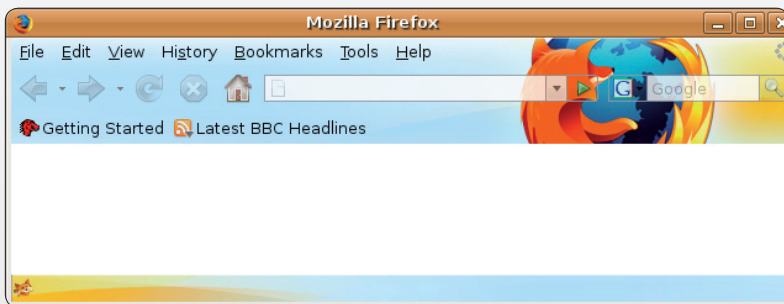 Mozilla Firefox
File Edit View History Bookmarks Tools Help
G Google
Getting Started Latest BBC Headlines